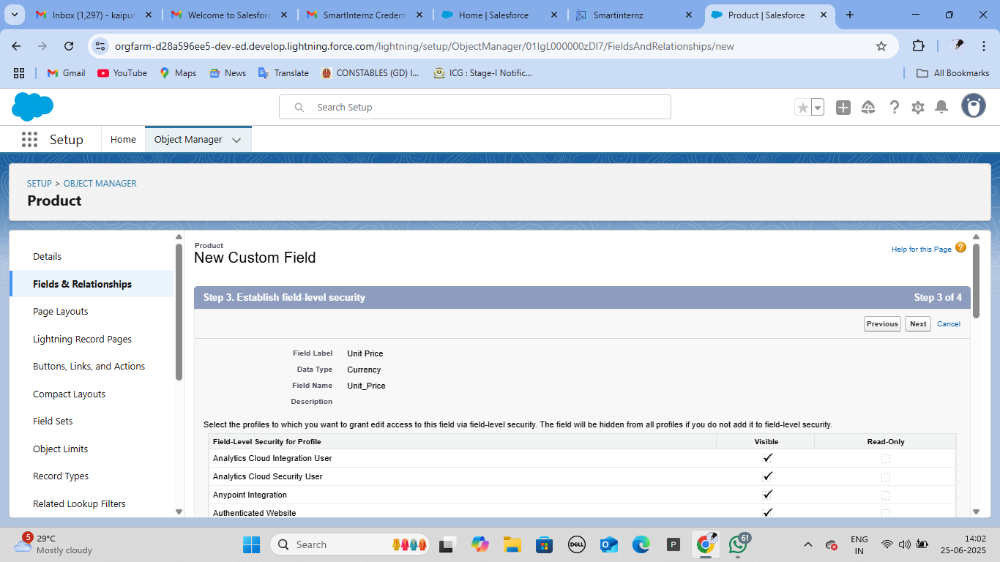 Inbox (1,297) - kaipur
Welcome to Salesforc
SmartInternz Credent
Home | Salesforce
Smartinternz
Product | Salesforce
orgfarm-d28a596ee5-dev-ed.develop.lightning.force.com/lightning/setup/ObjectManager/01IgL000000zDl7/FieldsAndRelationships/new
Gmail
YouTube
Maps
News
Translate
CONSTABLES (GD) I...
ICG : Stage-I Notific...
All Bookmarks
Search Setup
Setup
Home
Object Manager
SETUP > OBJECT MANAGER
Product
Details
Fields & Relationships
Page Layouts
Lightning Record Pages
Buttons, Links, and Actions
Compact Layouts
Field Sets
Object Limits
Record Types
Related Lookup Filters
Product
New Custom Field
Help for this Page ?
Step 3. Establish field-level security
Step 3 of 4
Previous
Next
Cancel
Field Label Unit Price
Data Type Currency
Field Name Unit_Price
Description
Select the profiles to which you want to grant edit access to this field via field-level security. The field will be hidden from all profiles if you do not add it to field-level security.
Field-Level Security for Profile Visible Read-Only
Analytics Cloud Integration User
Analytics Cloud Security User
Anypoint Integration
Authenticated Website
5
29°C
Mostly cloudy
Search
DELL
P
61
ENG
IN
14:02
25-06-2025